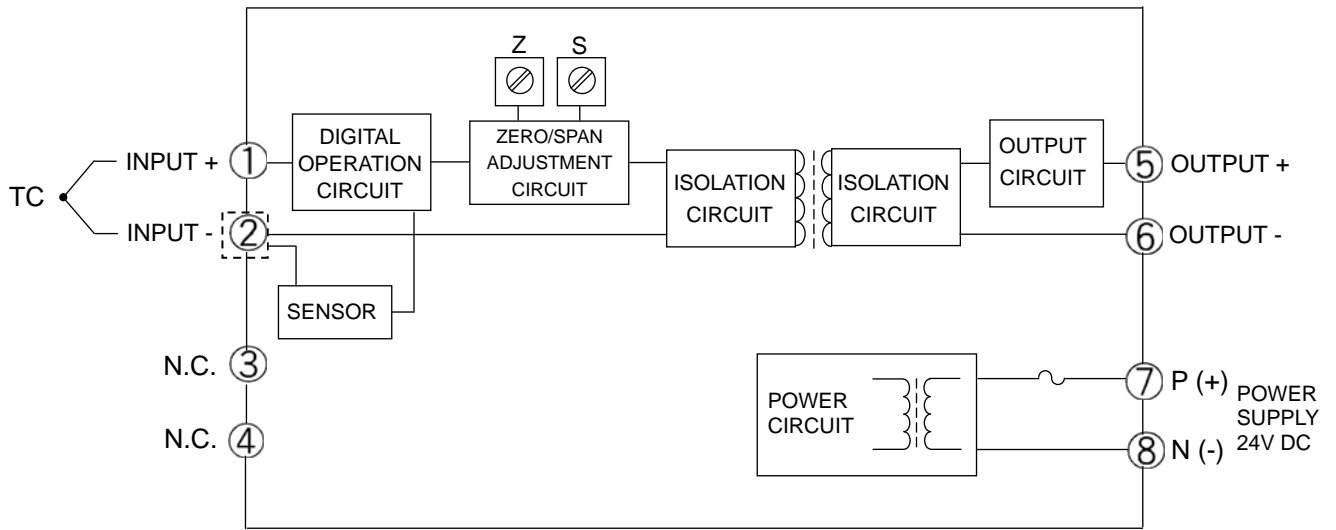 Z
S
TC
INPUT +
1
DIGITAL
OPERATION
CIRCUIT
ZERO/SPAN
ADJUSTMENT
CIRCUIT
ISOLATION
CIRCUIT
ISOLATION
CIRCUIT
OUTPUT
CIRCUIT
5
OUTPUT +
INPUT -
2
6
OUTPUT -
SENSOR
N.C.
3
N.C.
4
POWER
CIRCUIT
7
P (+)
8
N (-)
POWER
SUPPLY
24V DC